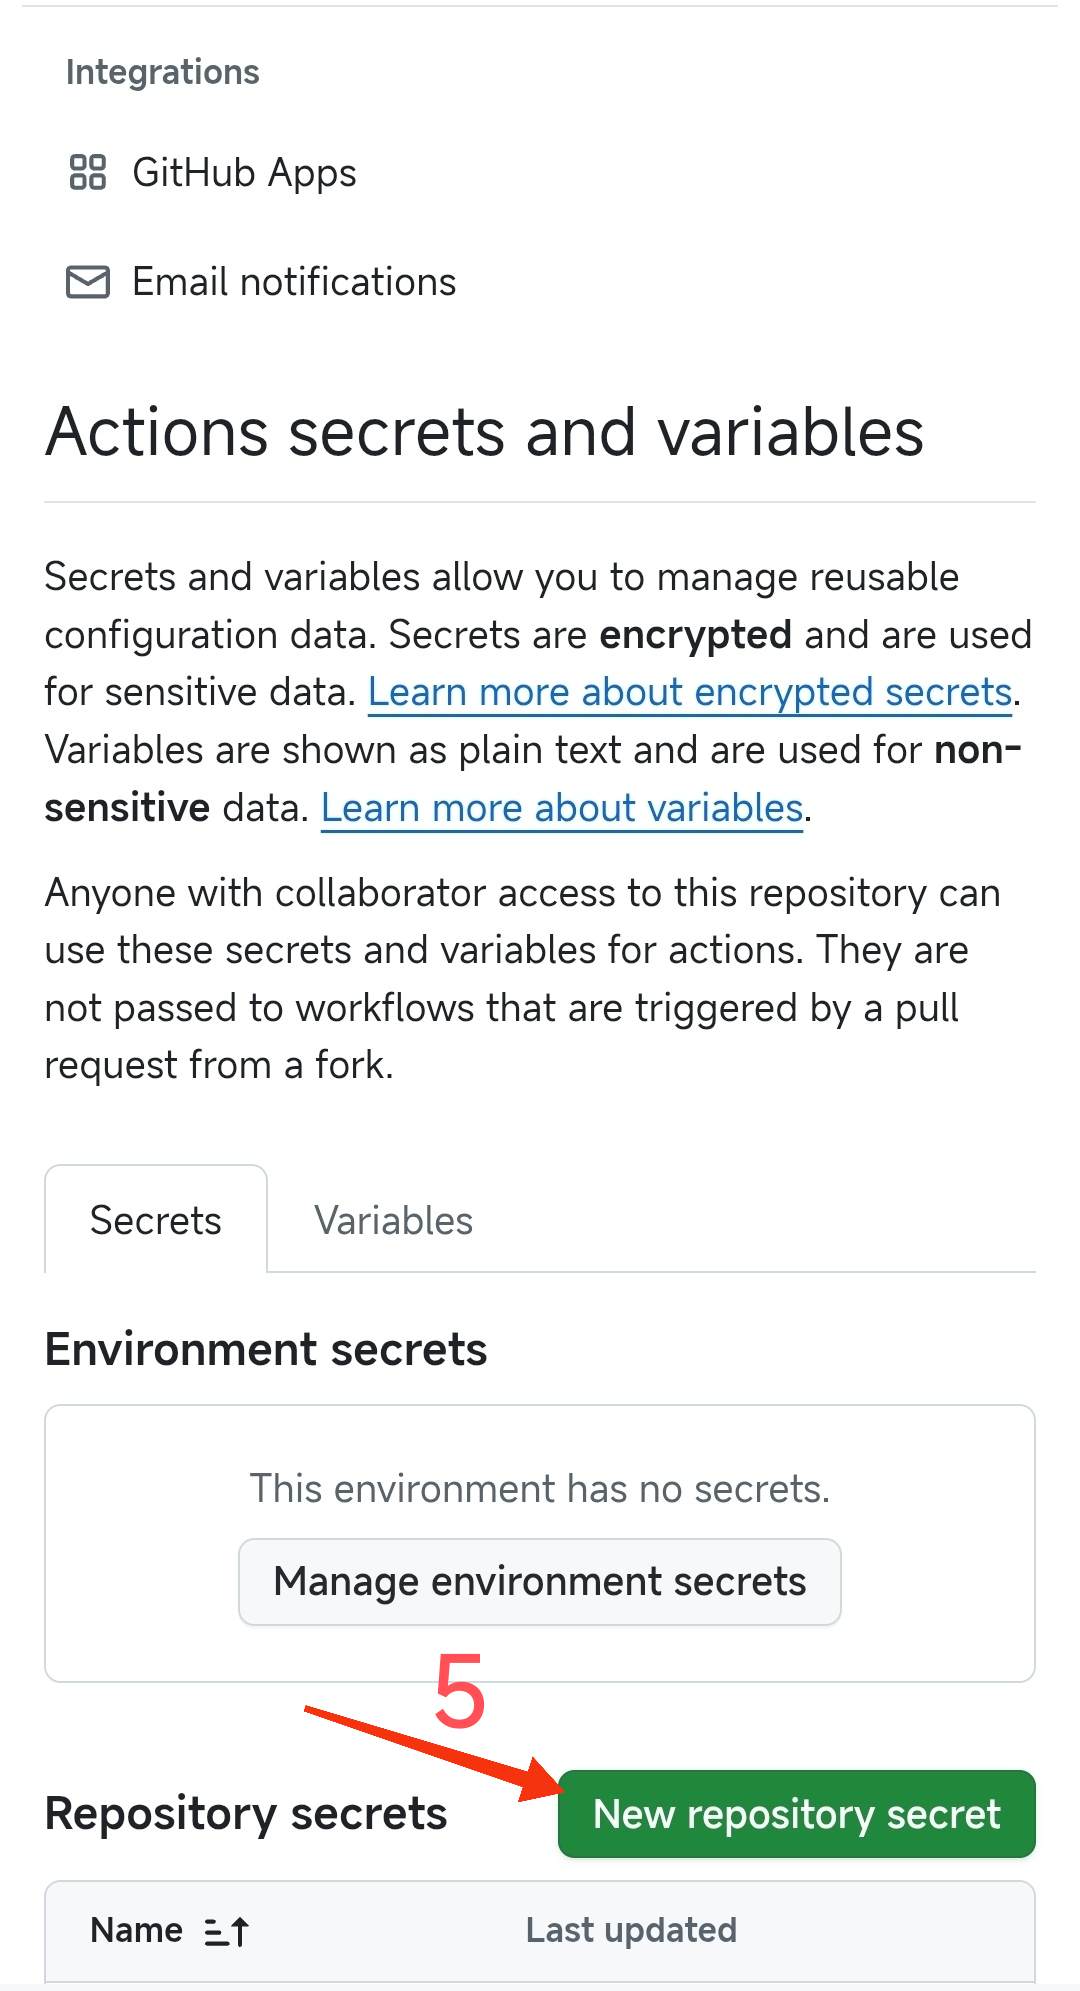 Integrations
GitHub Apps
Email notifications
Actions secrets and variables
Secrets and variables allow you to manage reusable
configuration data. Secrets are encrypted and are used
for sensitive data. Learn more about encrypted secrets.
Variables are shown as plain text and are used for non-
sensitive data. Learn more about variables.
Anyone with collaborator access to this repository can
use these secrets and variables for actions. They are
not passed to workflows that are triggered by a pull
request from a fork.
Secrets Variables
Environment secrets
This environment has no secrets.
Manage environment secrets
5
Repository secrets New repository secret
Name Last updated